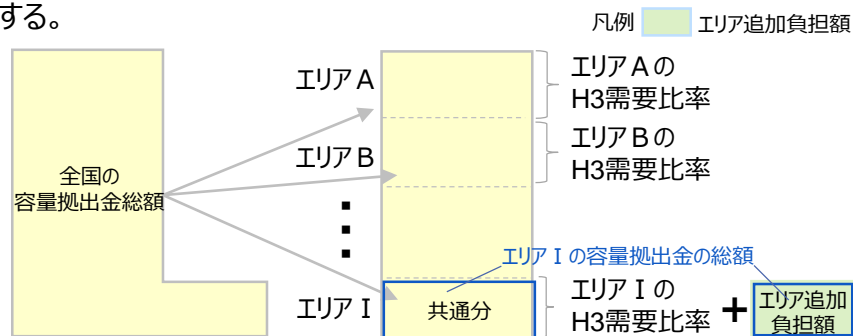 する。
凡例
エリア追加負担額
エリアA
エリアAの
H3需要比率
エリアB
エリアBの
H3需要比率
全国の
容量拠出金総額
エリアⅠの容量拠出金の総額
エリアⅠ
共通分
エリアⅠの
H3需要比率
+
エリア追加
負担額